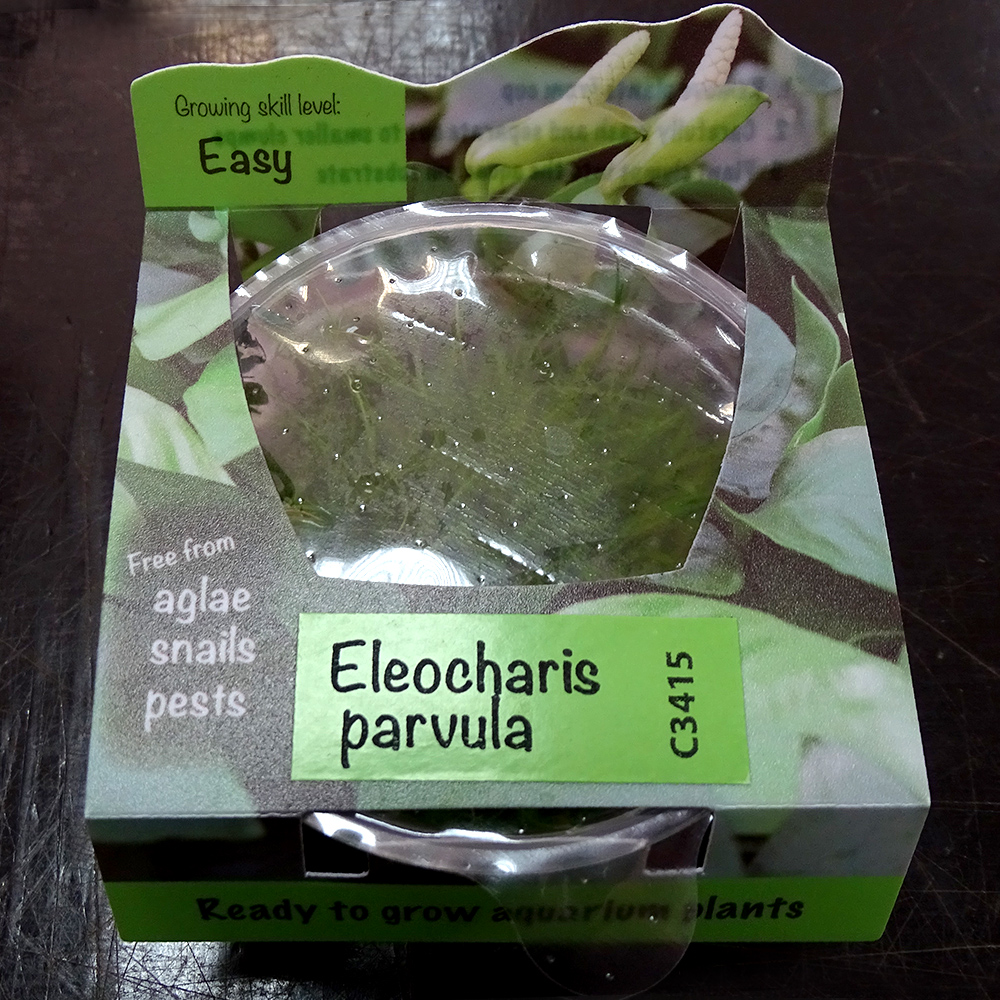 Growing skill level:
Easy
Free from
aglae
snails
pests
Eleocharis
parvula
C3415
Ready to grow aquarium plants